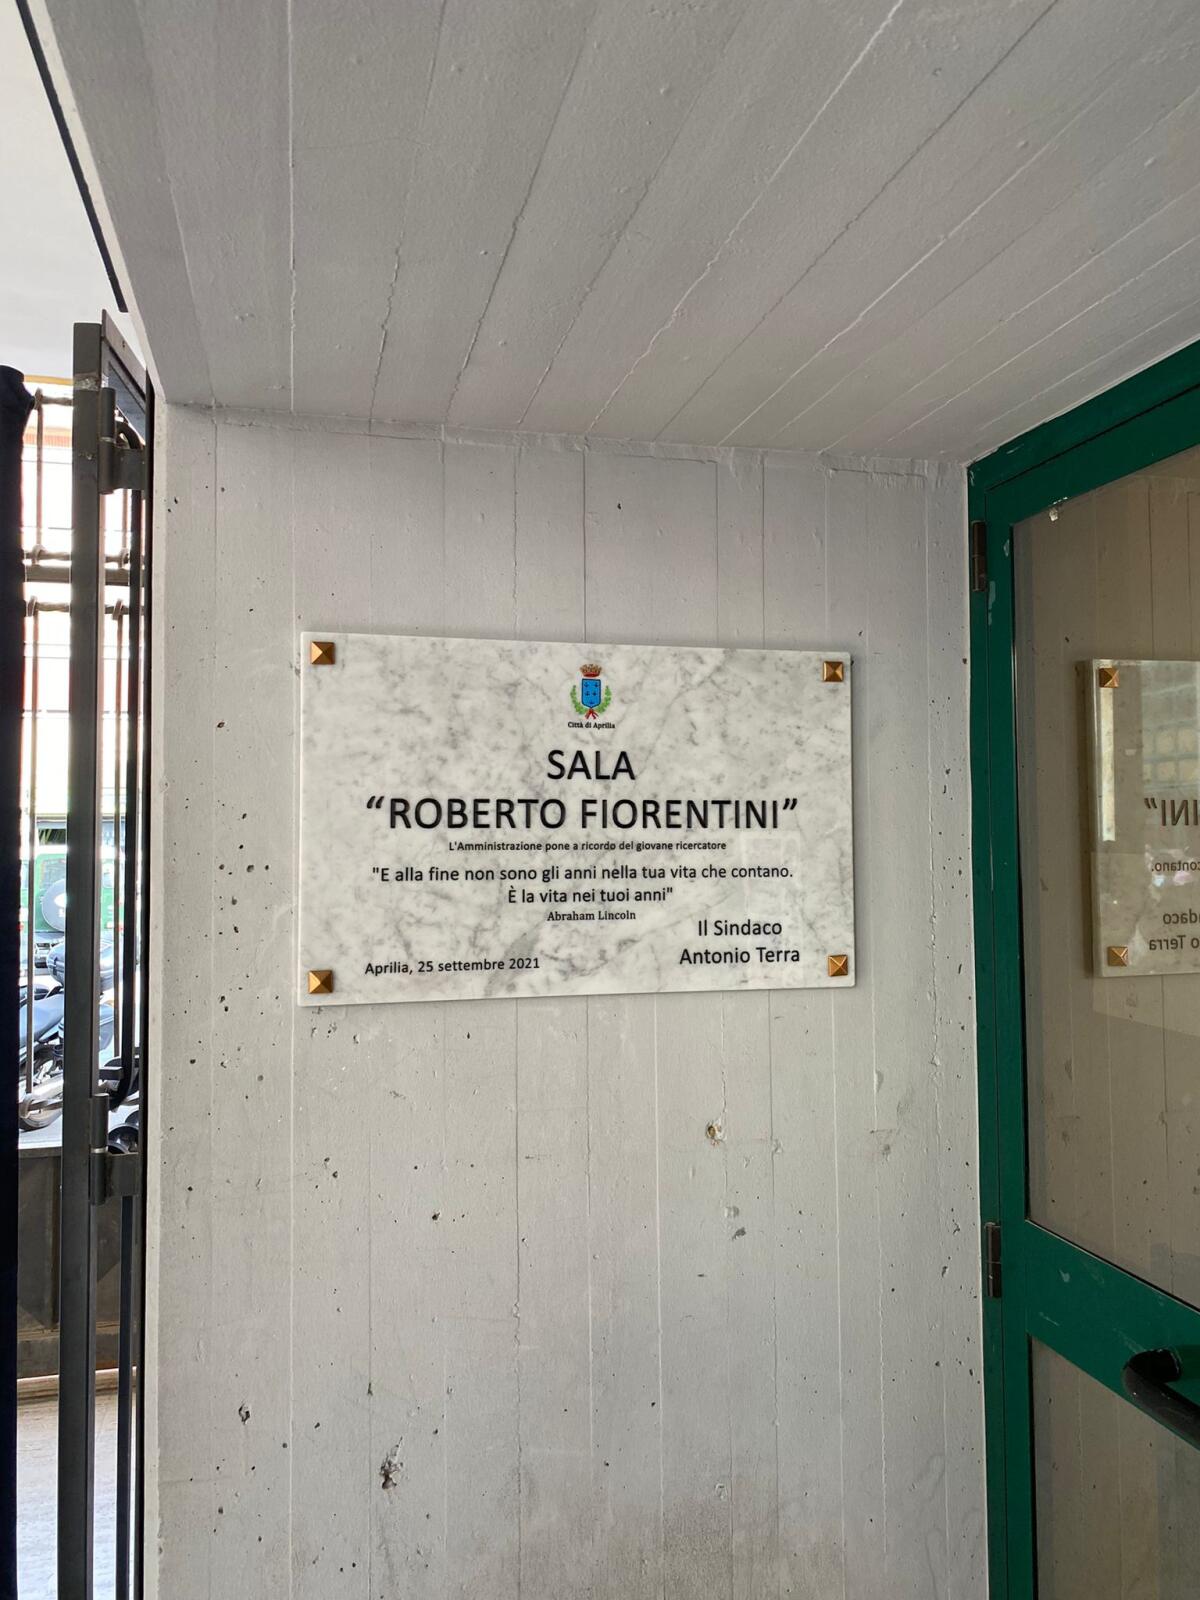 Città di Aprilia
SALA
“ROBERTO FIORENTINI”
L'Amministrazione pone a ricordo del giovane ricercatore
"E alla fine non sono gli anni nella tua vita che contano.
È la vita nei tuoi anni"
Abraham Lincoln
Il Sindaco
Antonio Terra
Aprilia, 25 settembre 2021